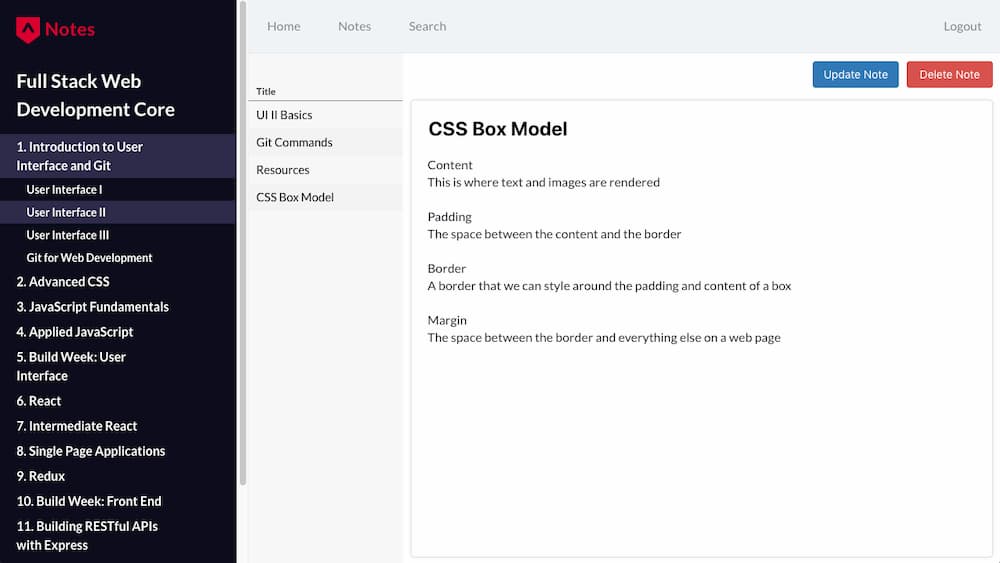 Notes
Full Stack Web
Development Core
1. Introduction to User
Interface and Git
User Interface I
User Interface II
User Interface III
Git for Web Development
2. Advanced CSS
3. JavaScript Fundamentals
4. Applied JavaScript
5. Build Week: User
Interface
6. React
7. Intermediate React
8. Single Page Applications
9. Redux
10. Build Week: Front End
11. Building RESTful APIs
with Express
Home
Notes
Search
Logout
Title
UI II Basics
Git Commands
Resources
CSS Box Model
Update Note
Delete Note
CSS Box Model
Content
This is where text and images are rendered
Padding
The space between the content and the border
Border
A border that we can style around the padding and content of a box
Margin
The space between the border and everything else on a web page